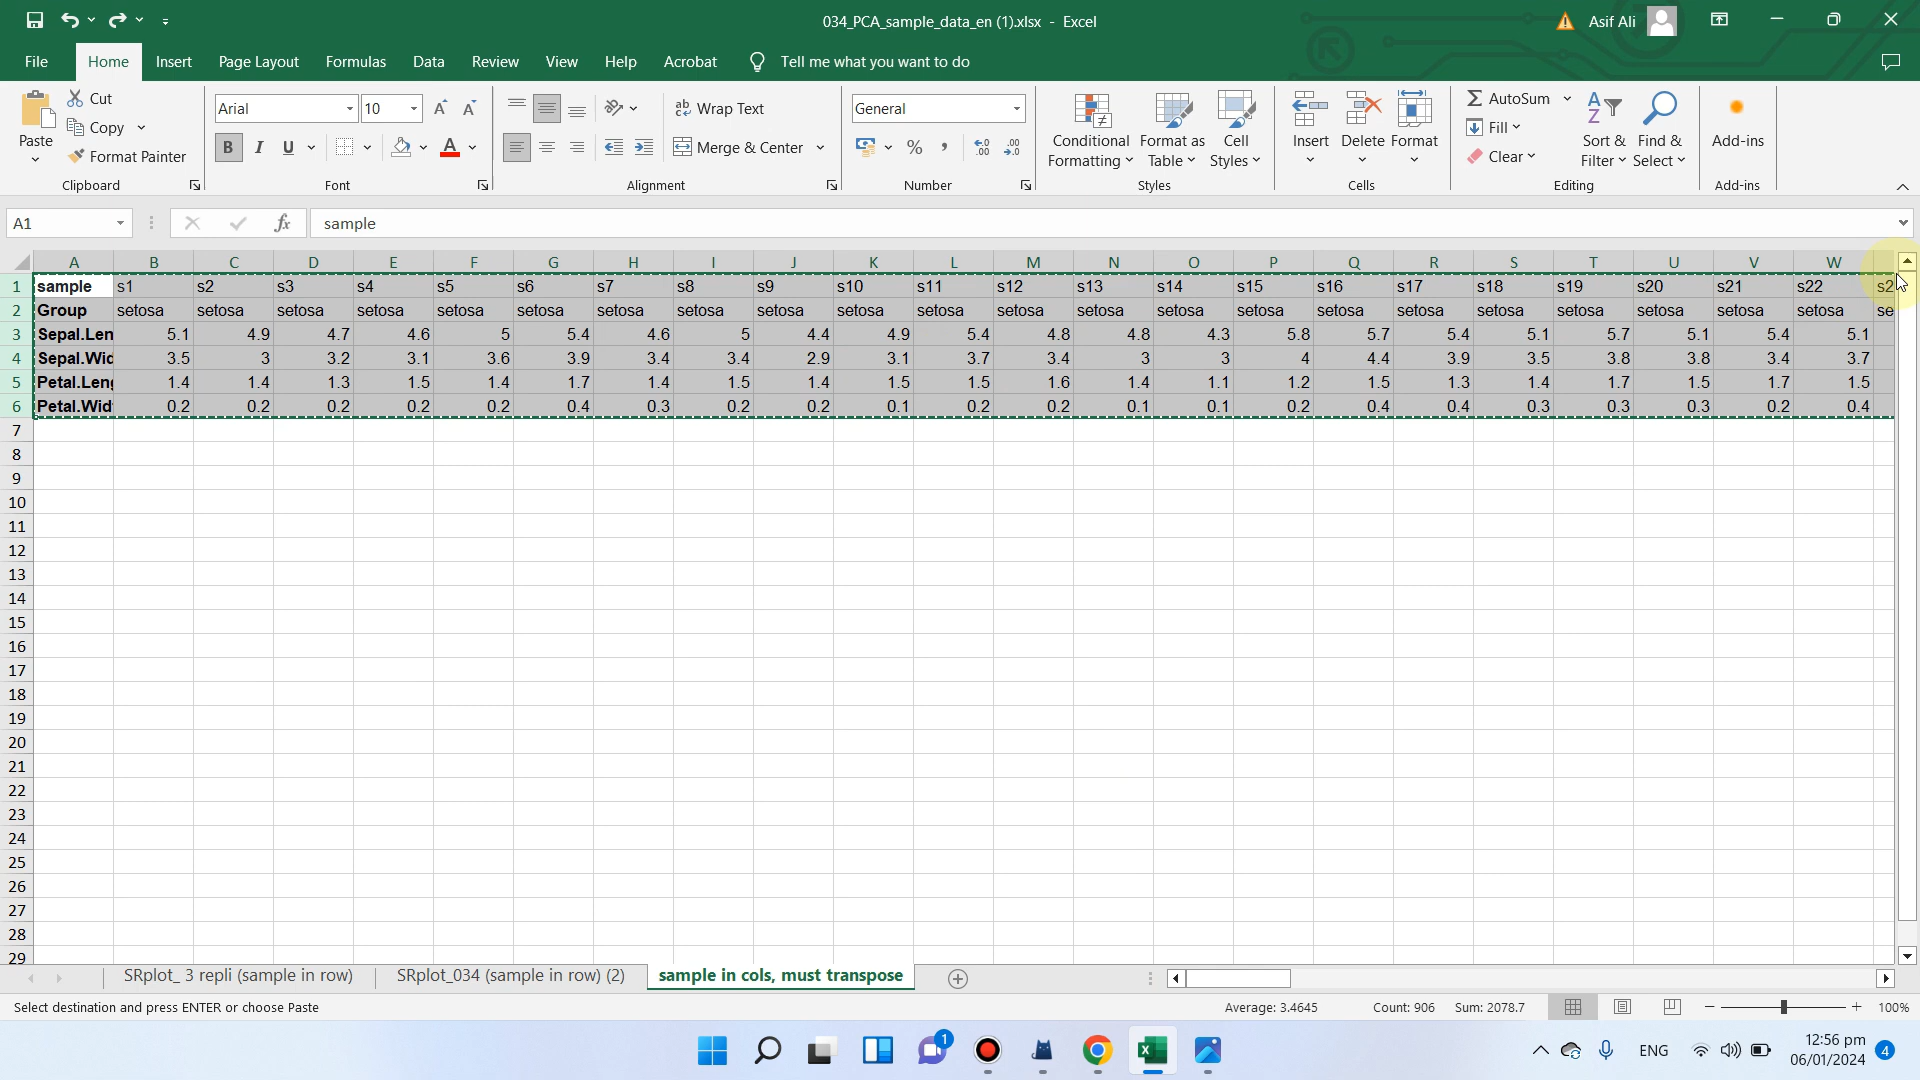 034_PCA_sample_data_en (1).xlsx - Excel
Asif Ali
File Home Insert Page Layout Formulas Data Review View Help Acrobat Tell me what you want to do
Paste Cut Copy Format Painter Clipboard
Arial 10 B I U A Font
Wrap Text Merge & Center Alignment
General % Number
Conditional Formatting Format as Table Cell Styles Styles
Insert Delete Format Cells
AutoSum Fill Clear Sort & Filter Find & Select Editing
Add-ins Add-ins
A1 fx sample
A B C D E F G H I J K L M N O P Q R S T U V W
1 sample s1 s2 s3 s4 s5 s6 s7 s8 s9 s10 s11 s12 s13 s14 s15 s16 s17 s18 s19 s20 s21 s22 s2
2 Group setosa setosa setosa setosa setosa setosa setosa setosa setosa setosa setosa setosa setosa setosa setosa setosa setosa setosa setosa setosa setosa setosa se
3 Sepal.Len 5.1 4.9 4.7 4.6 5 5.4 4.6 5 4.4 4.9 5.4 4.8 4.8 4.3 5.8 5.7 5.4 5.1 5.7 5.1 5.4 5.1
4 Sepal.Wid 3.5 3 3.2 3.1 3.6 3.9 3.4 3.4 2.9 3.1 3.7 3.4 3 3 4 4.4 3.9 3.5 3.8 3.8 3.4 3.7
5 Petal.Leng 1.4 1.4 1.3 1.5 1.4 1.7 1.4 1.5 1.4 1.5 1.5 1.6 1.4 1.1 1.2 1.5 1.3 1.4 1.7 1.5 1.7 1.5
6 Petal.Wid 0.2 0.2 0.2 0.2 0.2 0.4 0.3 0.2 0.2 0.1 0.2 0.2 0.1 0.1 0.2 0.4 0.4 0.3 0.3 0.3 0.2 0.4
7
8
9
10
11
12
13
14
15
16
17
18
19
20
21
22
23
24
25
26
27
28
29
SRplot_ 3 repli (sample in row) SRplot_034 (sample in row) (2) sample in cols, must transpose
Select destination and press ENTER or choose Paste Average: 3.4645 Count: 906 Sum: 2078.7 100%
1 ENG 12:56 pm 4
06/01/2024